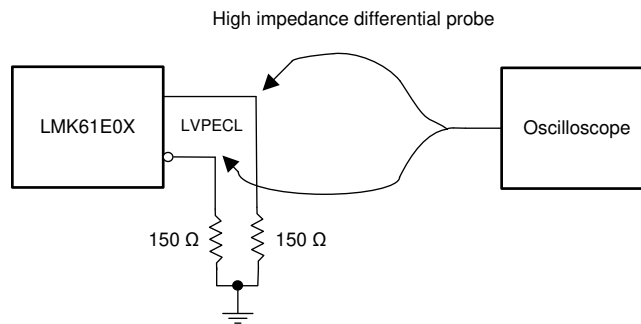 High impedance differential probe
LMK61E0X
LVPECL
Oscilloscope
150 Ω
150 Ω